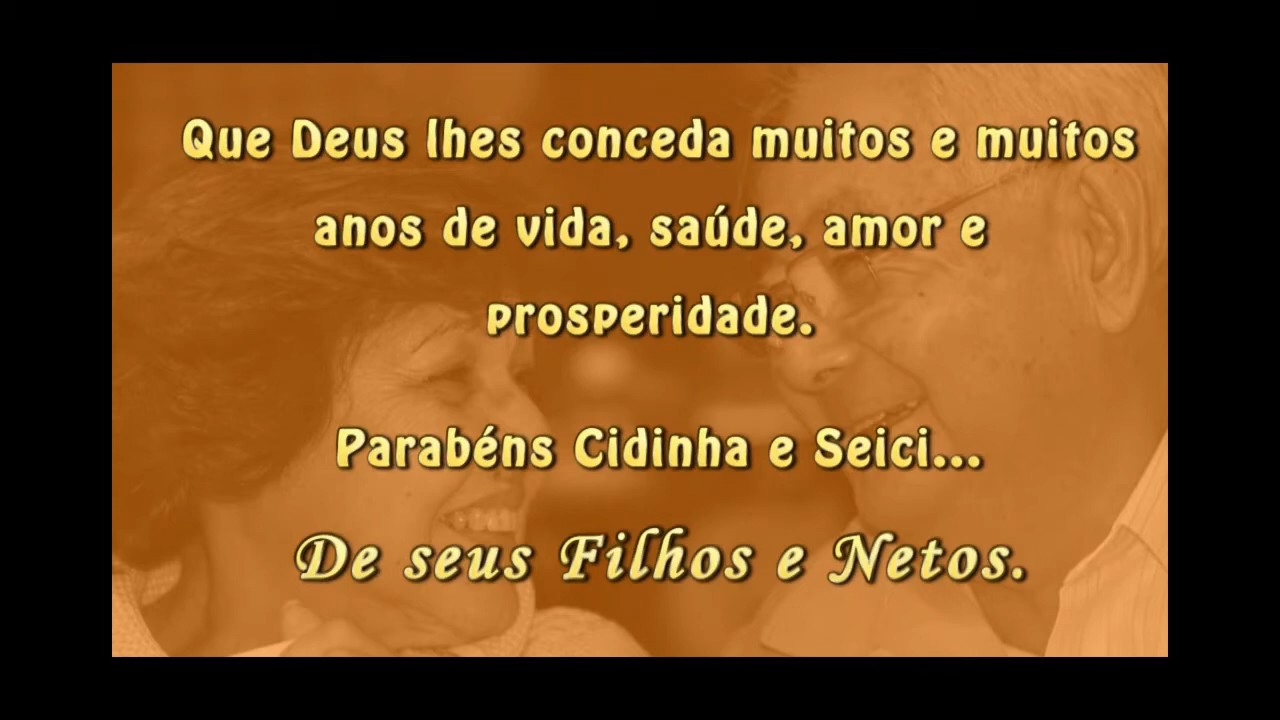 Que Deus lhes conceda muitos e muitos
anos de vida, saúde, amor e
prosperidade.
Parabéns Cidinha e Seici...
De seus Filhos e Netos.